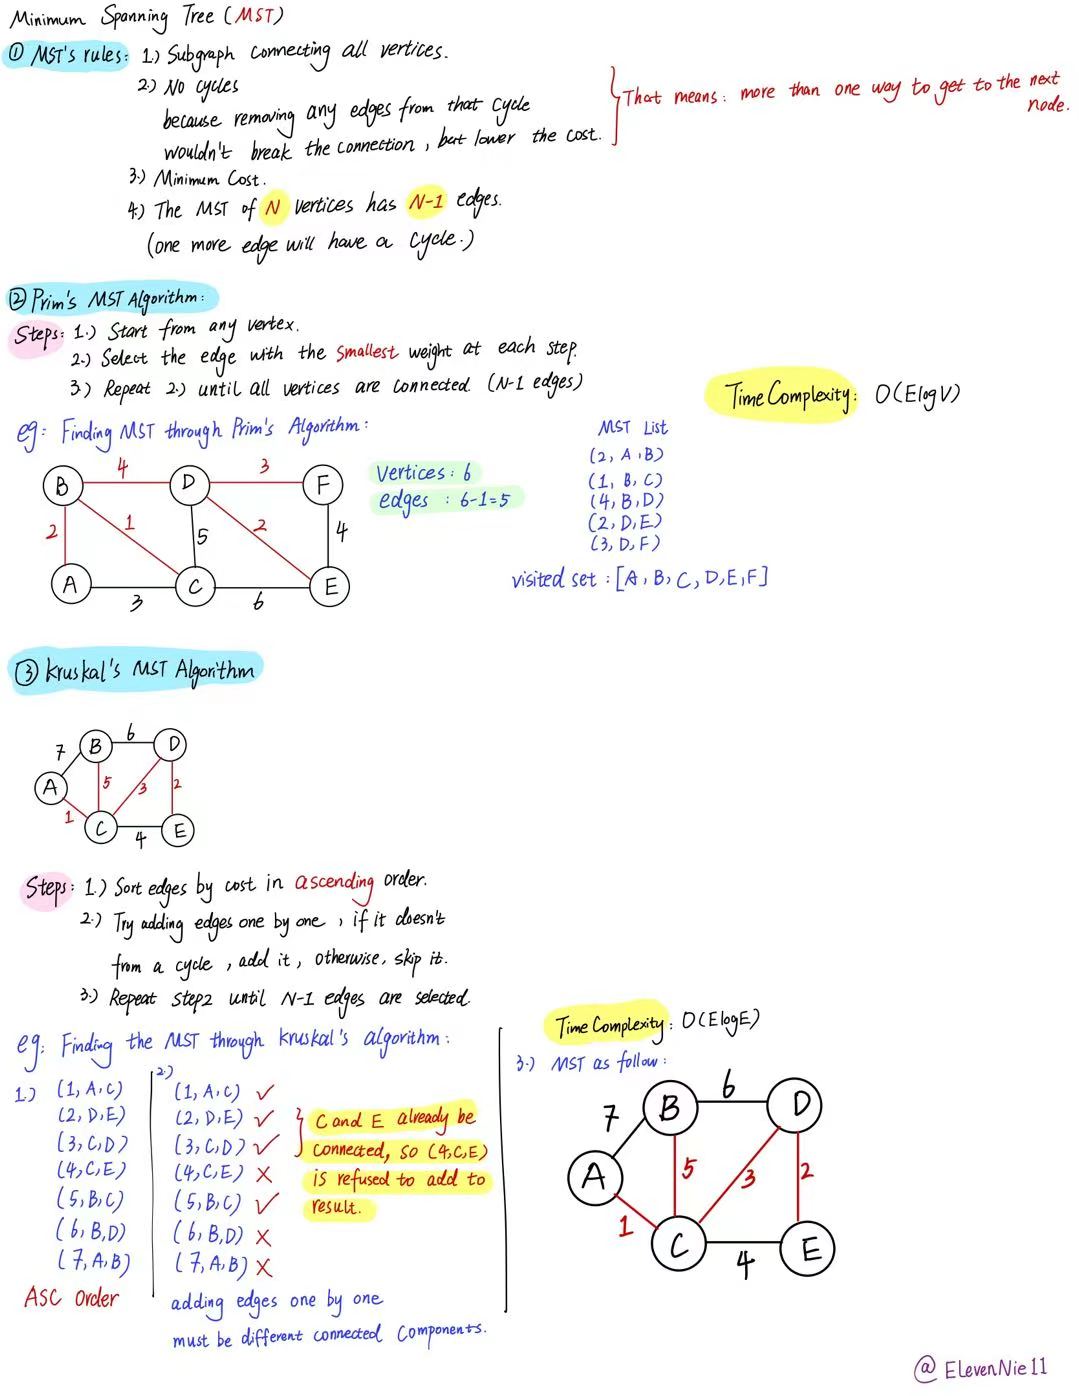 Minimum Spanning Tree (MST)
① MST's rules: 1.) Subgraph connecting all vertices.
2.) No cycles
because removing any edges from that cycle
wouldn't break the connection, but lower the cost.
That means: more than one way to get to the next
node.
3.) Minimum Cost.
4.) The MST of N vertices has N-1 edges.
(one more edge will have a cycle.)
② Prim's MST Algorithm:
Steps: 1.) Start from any vertex.
2.) Select the edge with the smallest weight at each step.
3.) Repeat 2.) until all vertices are connected. (N-1 edges)
Time Complexity: O(ElogV)
eg: Finding MST through Prim's Algorithm:
B 4 D 3 F
2 1 5 2 4
A 3 C 6 E
Vertices: 6
edges : 6-1=5
MST List
(2, A, B)
(1, B, C)
(4, B, D)
(2, D, E)
(3, D, F)
visited set: [A, B, C, D, E, F]
③ Kruskal's MST Algorithm
7 B 6 D
A 5 3 2
1 C 4 E
Steps: 1.) Sort edges by cost in ascending order.
2.) Try adding edges one by one, if it doesn't
from a cycle, add it, otherwise, skip it.
3.) Repeat step2 until N-1 edges are selected.
Time Complexity: O(ElogE)
eg: Finding the MST through kruskal's algorithm:
1.) (1, A, C)
(2, D, E)
(3, C, D)
(4, C, E)
(5, B, C)
(6, B, D)
(7, A, B)
ASC Order
2.)
(1, A, C) ✓
(2, D, E) ✓
(3, C, D) ✓
(4, C, E) ✗
(5, B, C) ✓
(6, B, D) ✗
(7, A, B) ✗
C and E already be
connected, so (4,C,E)
is refused to add to
result.
adding edges one by one
must be different connected components.
3.) MST as follow:
7 B 6 D
A 5 3 2
1 C 4 E
@ElevenNie11